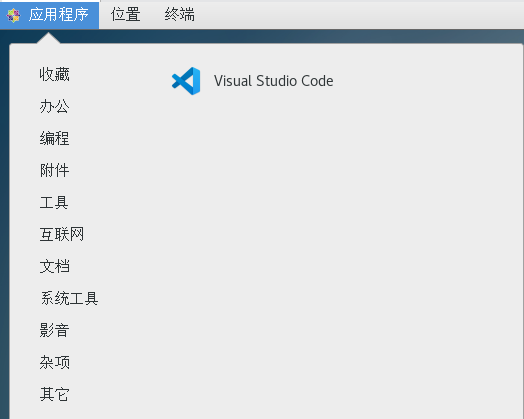 应用程序 位置 终端
收藏 Visual Studio Code
办公
编程
附件
工具
互联网
文档
系统工具
影音
杂项
其它